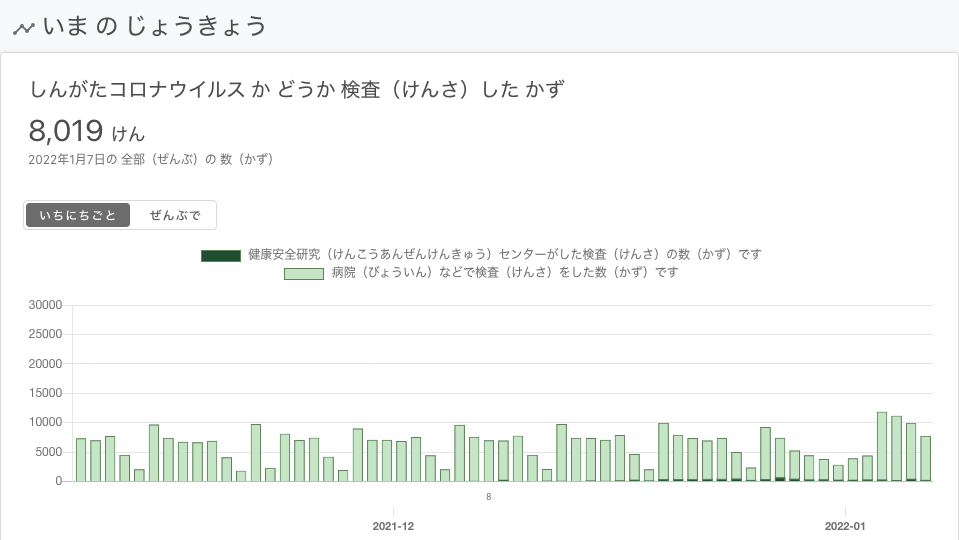 いま の じょうきょう
しんがたコロナウイルス か どうか 検査（けんさ）した かず
8,019 けん
2022年1月7日の 全部（ぜんぶ）の 数（かず）
いちにちごと ぜんぶで
健康安全研究（けんこうあんぜんけんきゅう）センターがした検査（けんさ）の数（かず）です
病院（びょういん）などで検査（けんさ）をした数（かず）です
30000
25000
20000
15000
10000
5000
0
8
2021-12 2022-01